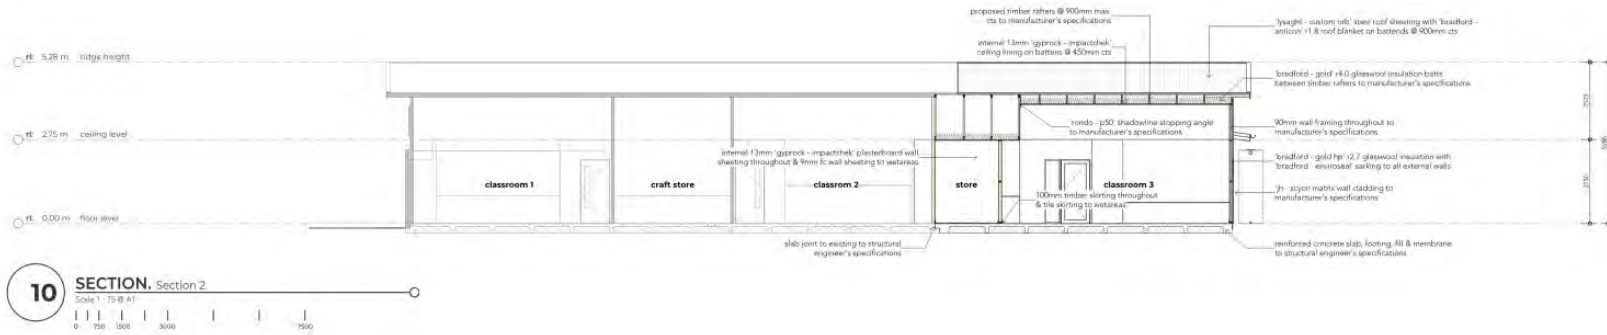 proposed timber rafters @ 900mm max
cts to manufacturer's specifications
'lysaght - custom orb' steel roof sheeting with 'bradford -
anticon' r1.8 roof blanket on battends @ 900mm cts
internal 13mm 'gyprock - impactchek'
ceiling lining on battens @ 450mm cts
rl: 5.28 m ridge height
'bradford - gold' r4.0 glasswool insulation batts
between timber rafters to manufacturer's specifications
'rondo - p50' shadowline stopping angle
to manufacturer's specifications
90mm wall framing throughout to
manufacturer's specifications
rl: 2.75 m ceiling level
internal 13mm 'gyprock - impactchek' plasterboard wall
sheeting throughout & 9mm fc wall sheeting to wetareas
'bradford - gold hp' r2.7 glasswool insulation with
'bradford - enviroseal' sarking to all external walls
classroom 1
craft store
classrom 2
store
classroom 3
100mm timber skirting throughout
& tile skirting to wetareas
'jh - scyon matrix wall cladding to
manufacturer's specifications
2750
rl: 0.00 m floor level
slab joint to existing to structural
engineer's specifications
reinforced concrete slab, footing, fill & membrane
to structural engineer's specifications
10
SECTION. Section 2
Scale 1 : 75 @ A1
0 750 1500 3000 7500